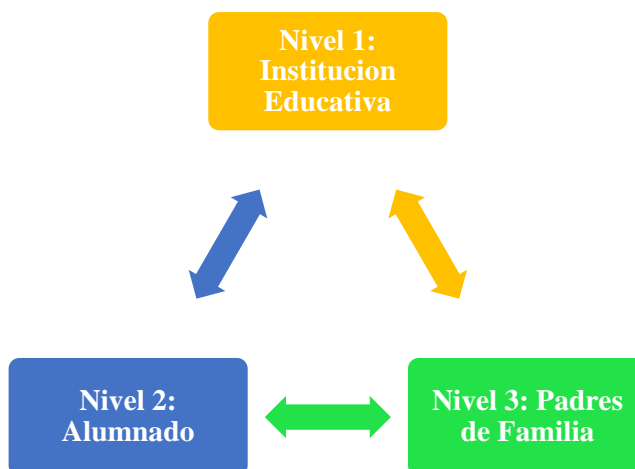 Nivel 1:
Institucion
Educativa
Nivel 2:
Alumnado
Nivel 3: Padres
de Familia